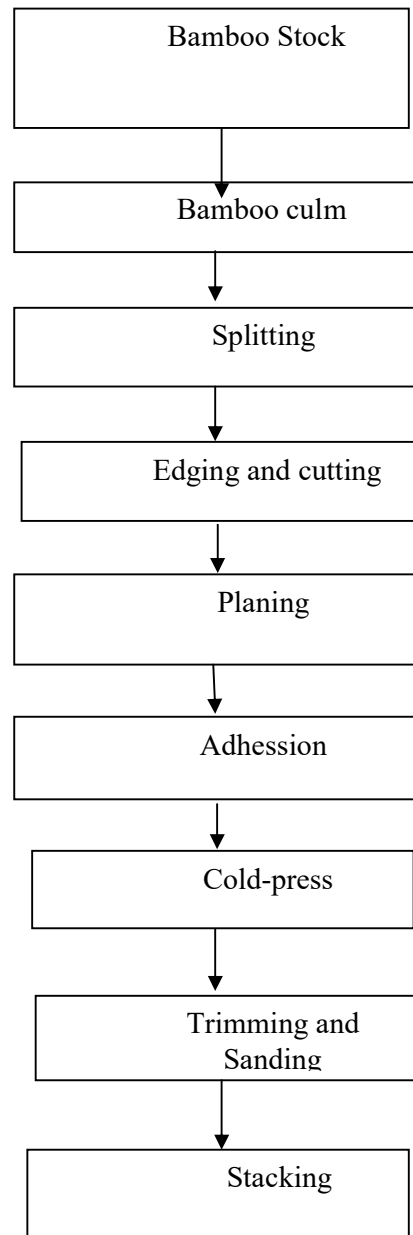 Bamboo Stock
Bamboo culm
Splitting
Edging and cutting
Planing
Adhession
Cold-press
Trimming and
Sanding
Stacking